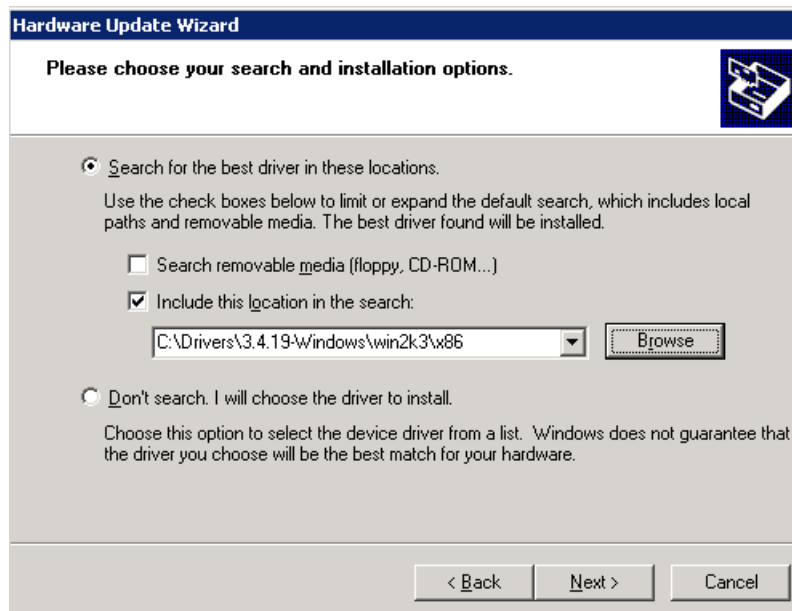 Hardware Update Wizard
Please choose your search and installation options.
Search for the best driver in these locations.
Use the check boxes below to limit or expand the default search, which includes local
paths and removable media. The best driver found will be installed.
Search removable media (floppy, CD-ROM...)
Include this location in the search:
C:\Drivers\3.4.19-Windows\win2k3\x86
Browse
Don't search. I will choose the driver to install.
Choose this option to select the device driver from a list. Windows does not guarantee that
the driver you choose will be the best match for your hardware.
< Back
Next >
Cancel